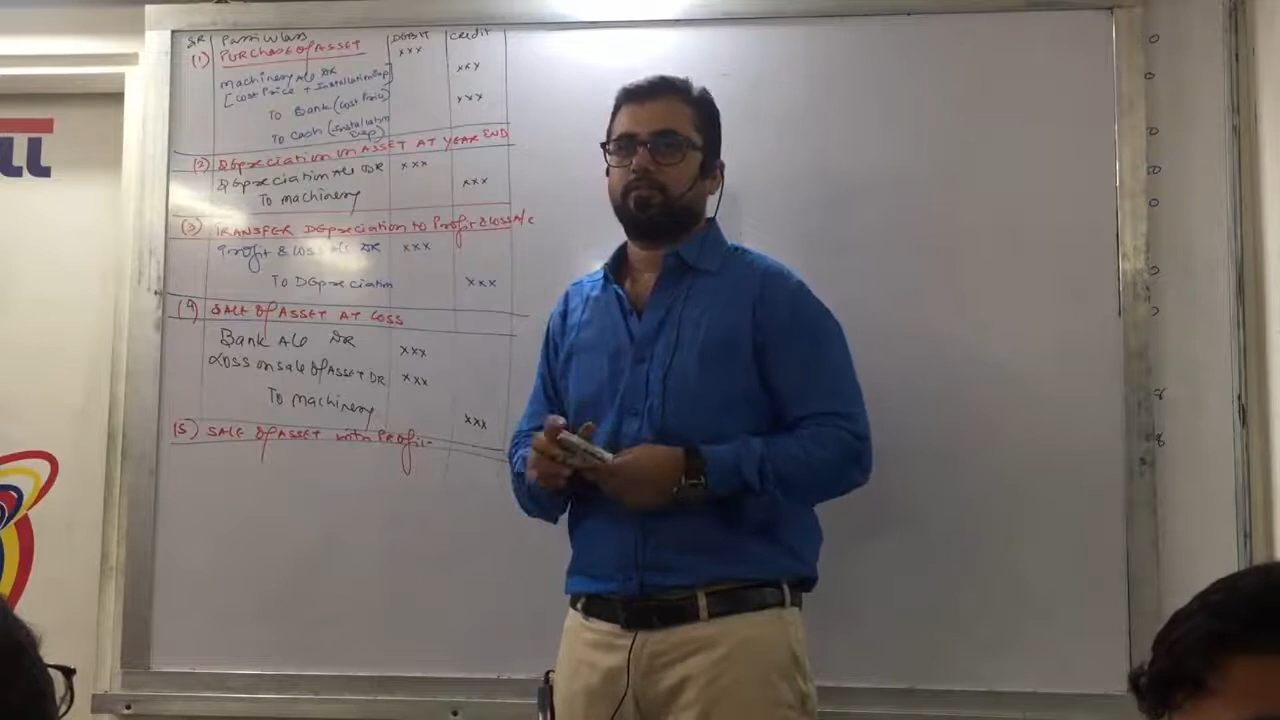 SR Particulars DEBIT Credit
(1) PURCHASE of ASSET xxx
machinery A/c DR xxx
[cost Price + Installation Exp]
To Bank (cost Price) xxx
To cash (Installation Exp)
(2) DEpreciation on ASSET AT YEAR END
DEpreciation A/c DR xxx
To machinery xxx
(3) TRANSFER DEpreciation to Profit & Loss A/c
Profit & Loss A/c DR xxx
To DEpreciation xxx
(4) SALE of ASSET AT LOSS
Bank A/c DR xxx
Loss on sale of ASSET DR xxx
To machinery xxx
(5) SALE of ASSET with Profit